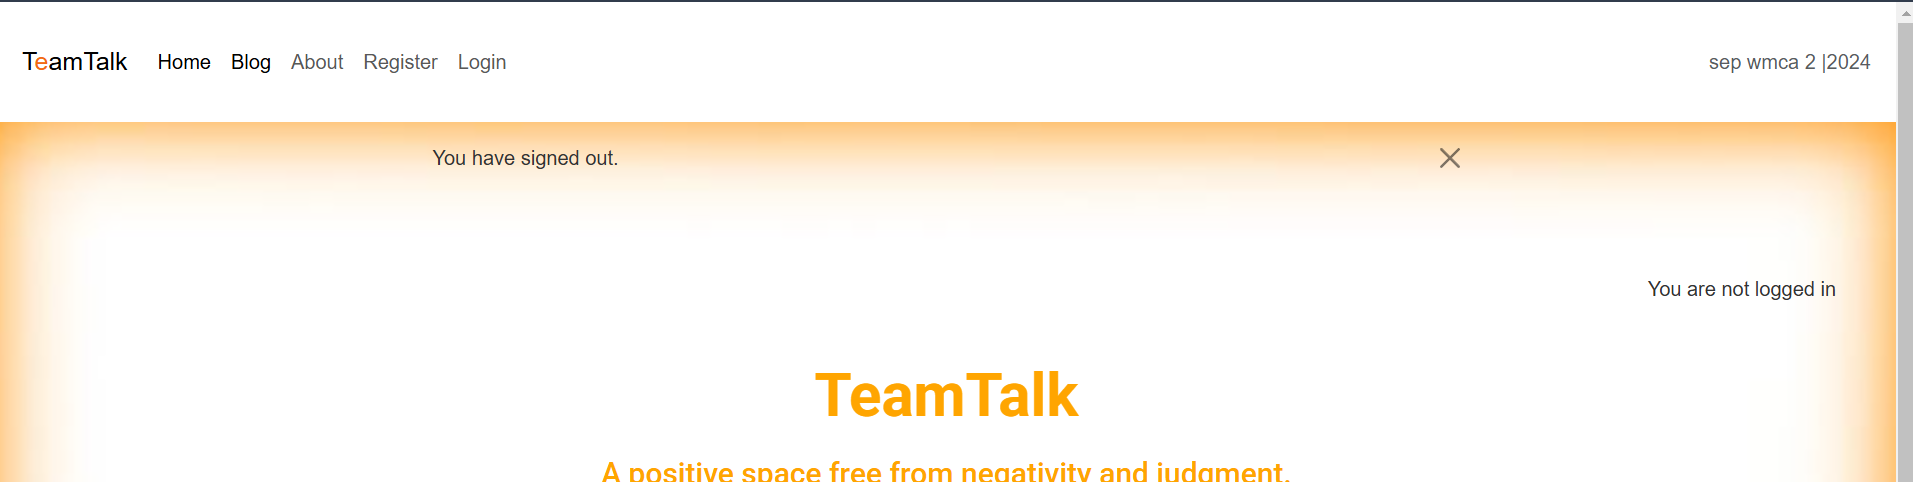 TeamTalk Home Blog About Register Login sep wmca 2 |2024
You have signed out.
You are not logged in
TeamTalk
A positive space free from negativity and judgment.